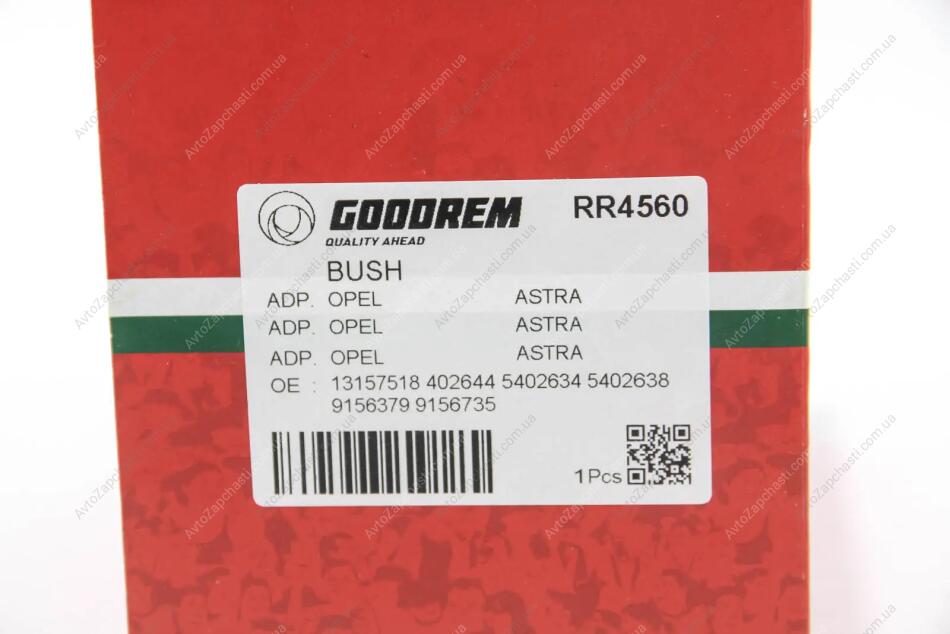 GOODREM RR4560
QUALITY AHEAD
BUSH
ADP. OPEL ASTRA
ADP. OPEL ASTRA
ADP. OPEL ASTRA
OE : 13157518 402644 5402634 5402638
9156379 9156735
1Pcs
AvtoZapchasti.com.ua